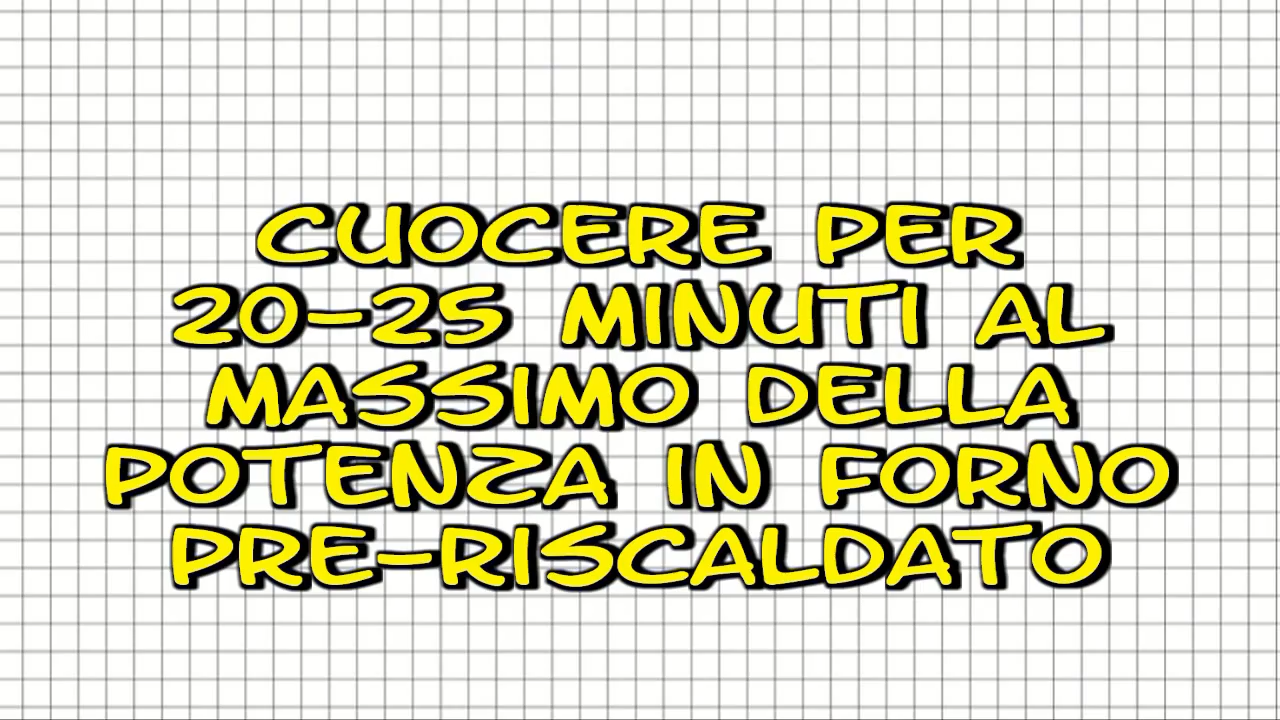 CUOCERE PER
20-25 MINUTI AL
MASSIMO DELLA
POTENZA IN FORNO
PRE-RISCALDATO